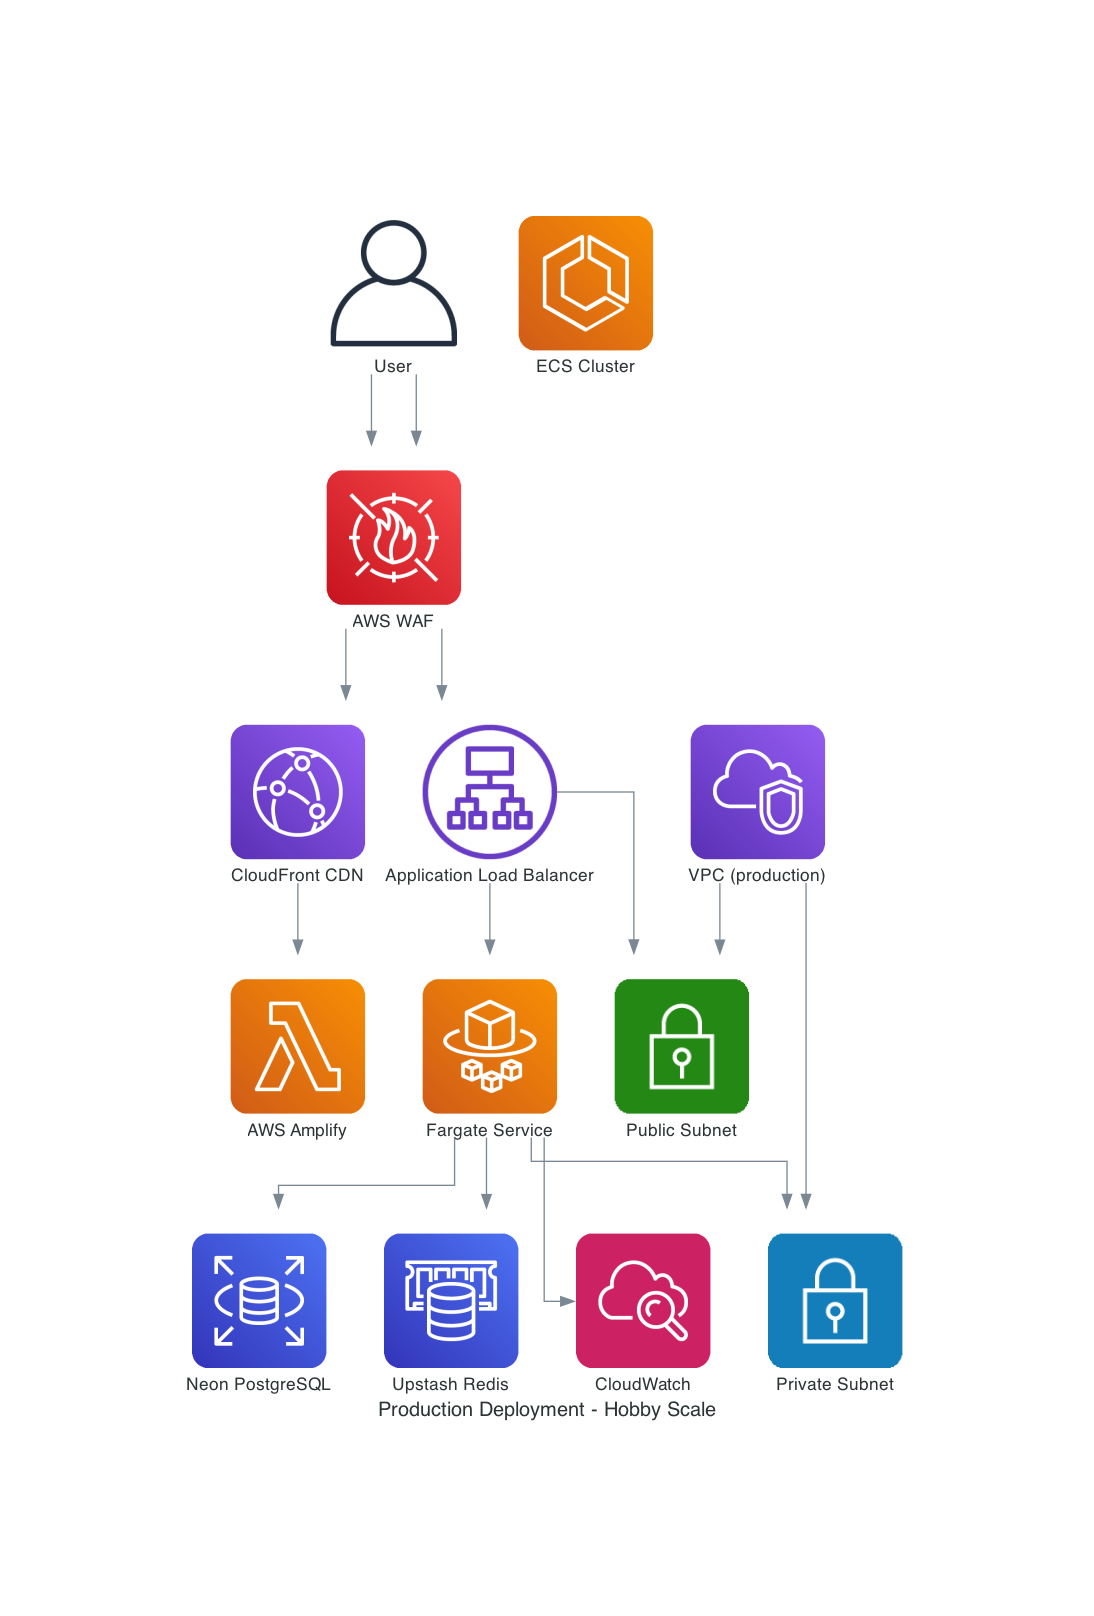 User
ECS Cluster
AWS WAF
CloudFront CDN
Application Load Balancer
VPC (production)
AWS Amplify
Fargate Service
Public Subnet
Neon PostgreSQL
Upstash Redis
CloudWatch
Private Subnet
Production Deployment - Hobby Scale